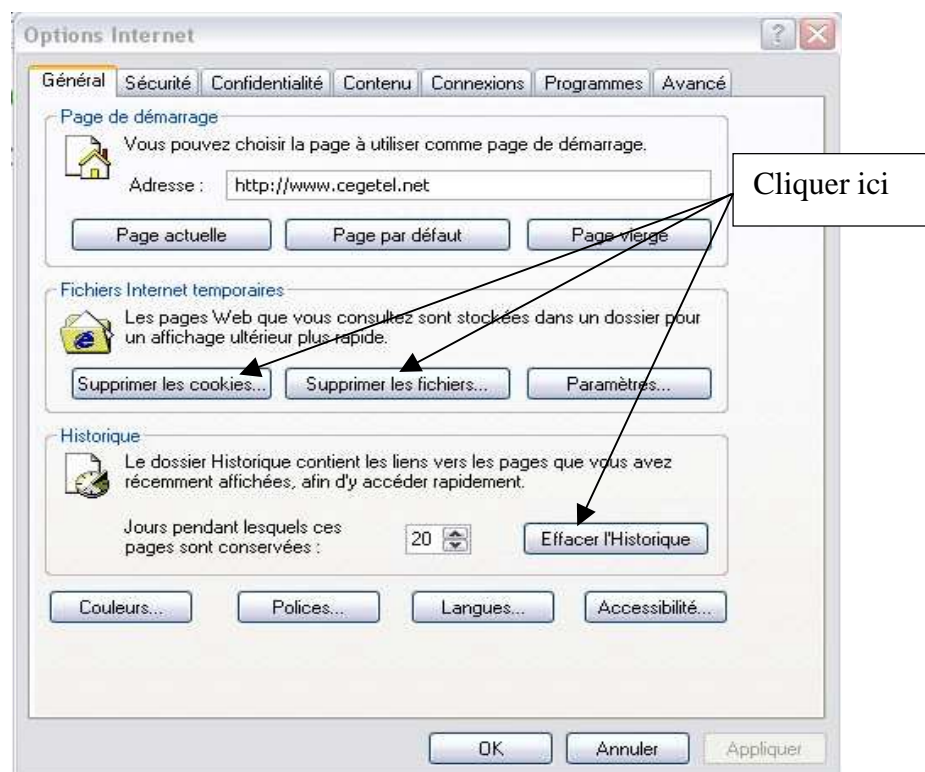 Options Internet
Général Sécurité Confidentialité Contenu Connexions Programmes Avancé
Page de démarrage
Vous pouvez choisir la page à utiliser comme page de démarrage.
Adresse : http://www.cegetel.net
Cliquer ici
Page actuelle Page par défaut Page vierge
Fichiers Internet temporaires
Les pages Web que vous consultez sont stockées dans un dossier pour
un affichage ultérieur plus rapide.
Supprimer les cookies... Supprimer les fichiers... Paramètres...
Historique
Le dossier Historique contient les liens vers les pages que vous avez
récemment affichées, afin d'y accéder rapidement.
Jours pendant lesquels ces
pages sont conservées :
20 Effacer l'Historique
Couleurs... Polices... Langues... Accessibilité...
OK Annuler Appliquer